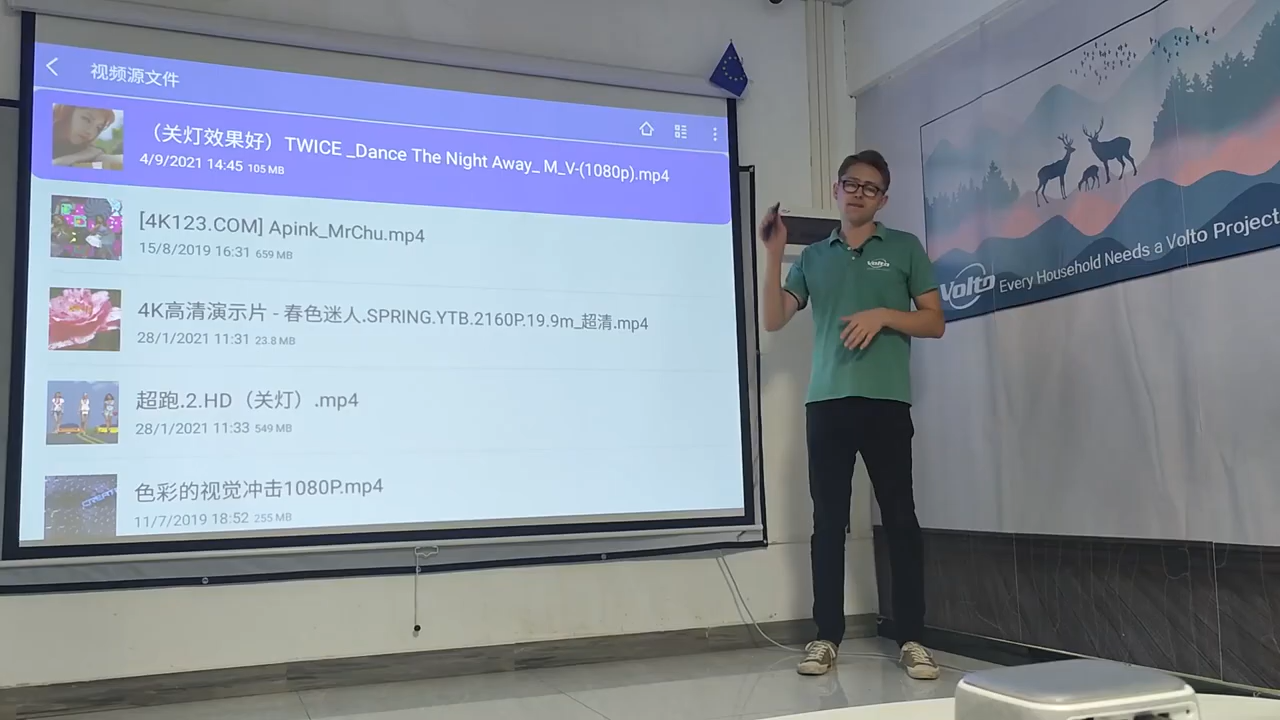 视频源文件
（关灯效果好）TWICE _Dance The Night Away_ M_V-(1080p).mp4
4/9/2021 14:45 105 MB
[4K123.COM] Apink_MrChu.mp4
15/8/2019 16:31 659 MB
4K高清演示片 - 春色迷人.SPRING.YTB.2160P.19.9m_超清.mp4
28/1/2021 11:31 23.8 MB
超跑.2.HD（关灯）.mp4
28/1/2021 11:33 549 MB
色彩的视觉冲击1080P.mp4
11/7/2019 18:52 255 MB
Volto
Volto Every Household Needs a Volto Project